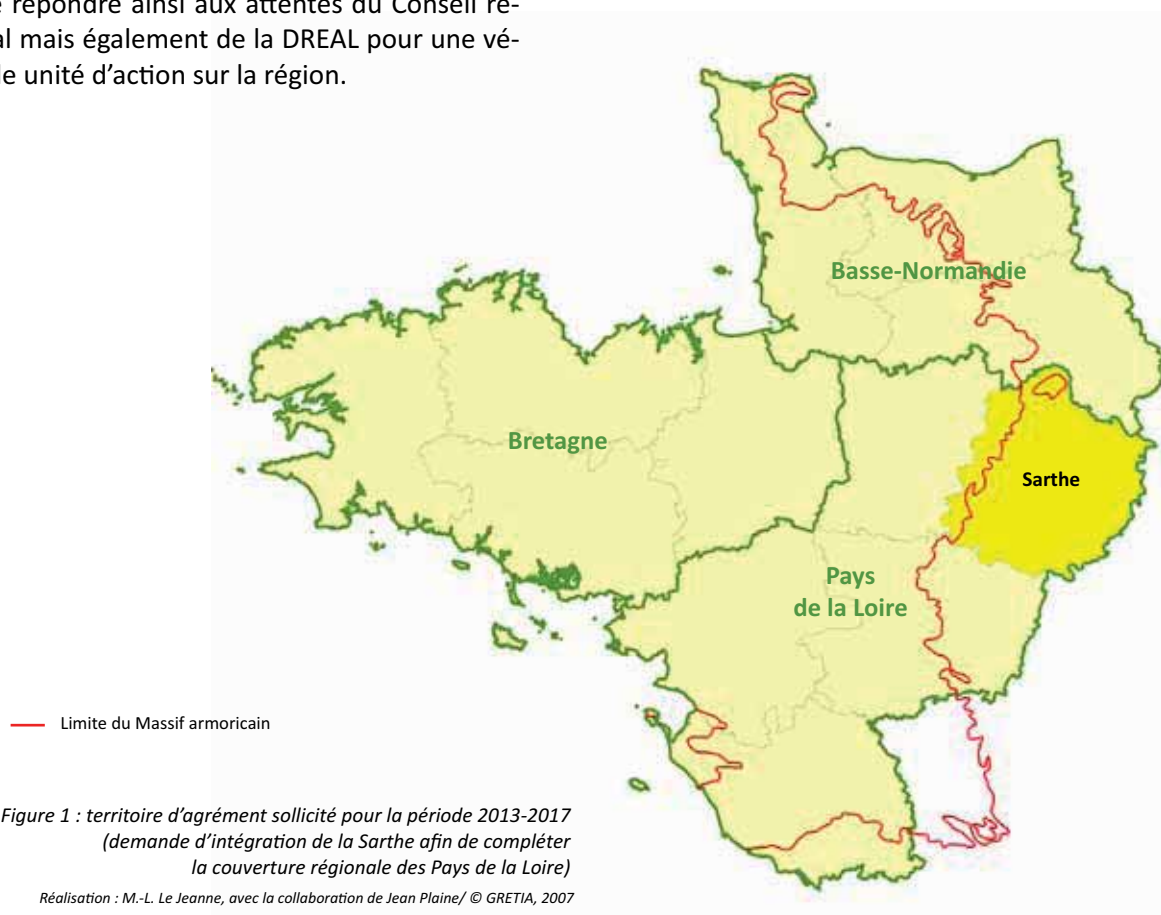 répondre ainsi aux attentes du Conseil ré-
al mais également de la DREAL pour une vé-
le unité d’action sur la région.
Basse-Normandie
Bretagne
Sarthe
Pays
de la Loire
Limite du Massif armoricain
Figure 1 : territoire d’agrément sollicité pour la période 2013-2017
(demande d’intégration de la Sarthe afin de compléter
la couverture régionale des Pays de la Loire)
Réalisation : M.-L. Le Jeanne, avec la collaboration de Jean Plaine/ © GRETIA, 2007